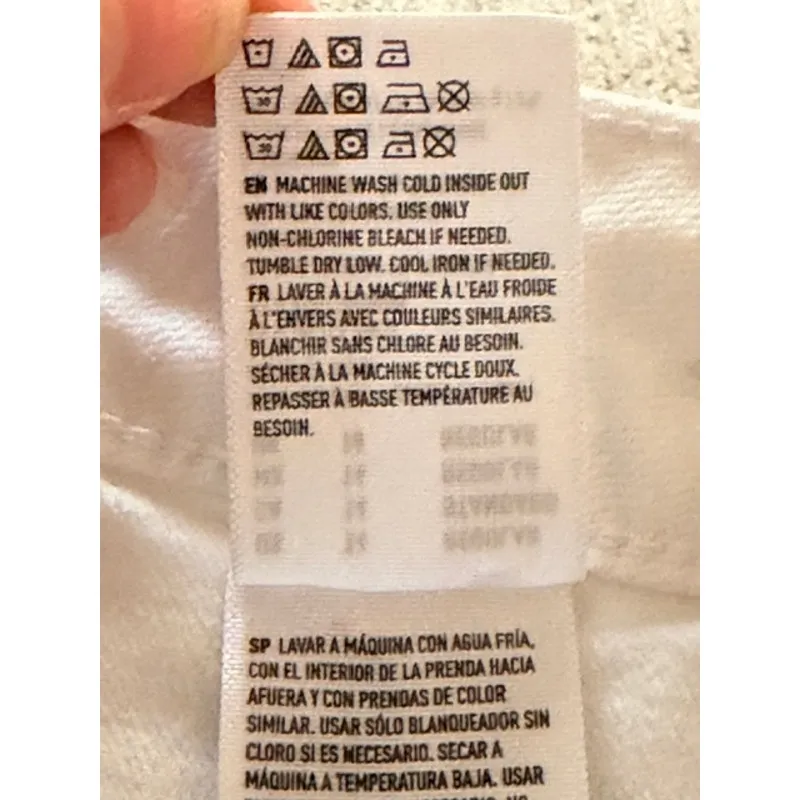 30
30
EN MACHINE WASH COLD INSIDE OUT
WITH LIKE COLORS. USE ONLY
NON-CHLORINE BLEACH IF NEEDED.
TUMBLE DRY LOW. COOL IRON IF NEEDED.
FR LAVER À LA MACHINE À L'EAU FROIDE
À L'ENVERS AVEC COULEURS SIMILAIRES.
BLANCHIR SANS CHLORE AU BESOIN.
SÉCHER À LA MACHINE CYCLE DOUX.
REPASSER À BASSE TEMPÉRATURE AU
BESOIN.
SP LAVAR A MÁQUINA CON AGUA FRÍA,
CON EL INTERIOR DE LA PRENDA HACIA
AFUERA Y CON PRENDAS DE COLOR
SIMILAR. USAR SÓLO BLANQUEADOR SIN
CLORO SI ES NECESARIO. SECAR A
MÁQUINA A TEMPERATURA BAJA. USAR